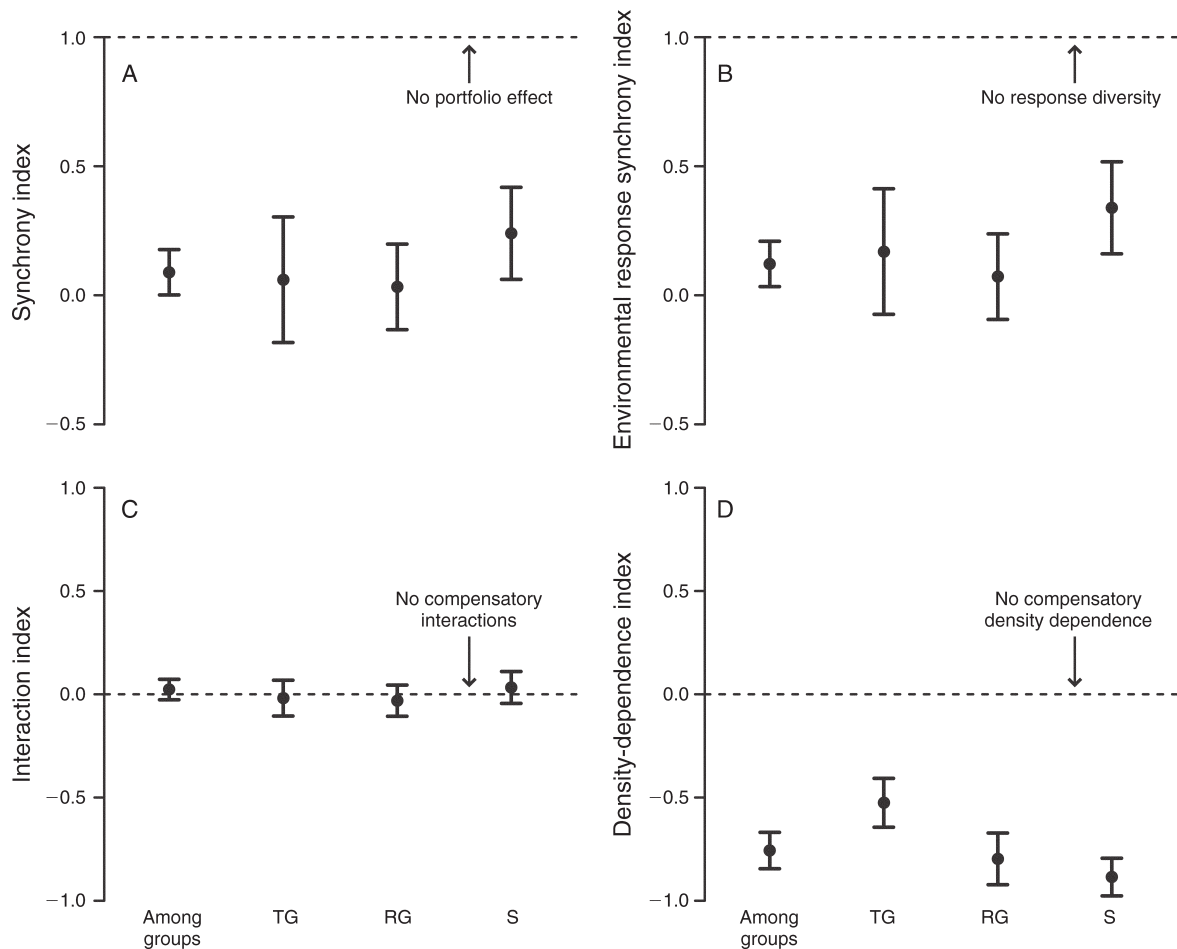 1.0
A
No portfolio effect
0.5
0.0
−0.5
Synchrony index
1.0
B
No response diversity
0.5
0.0
−0.5
Environmental response synchrony index
1.0
C
0.5
No compensatory
interactions
0.0
−0.5
−1.0
Interaction index
Among
groups
TG
RG
S
1.0
D
0.5
No compensatory
density dependence
0.0
−0.5
−1.0
Density-dependence index
Among
groups
TG
RG
S